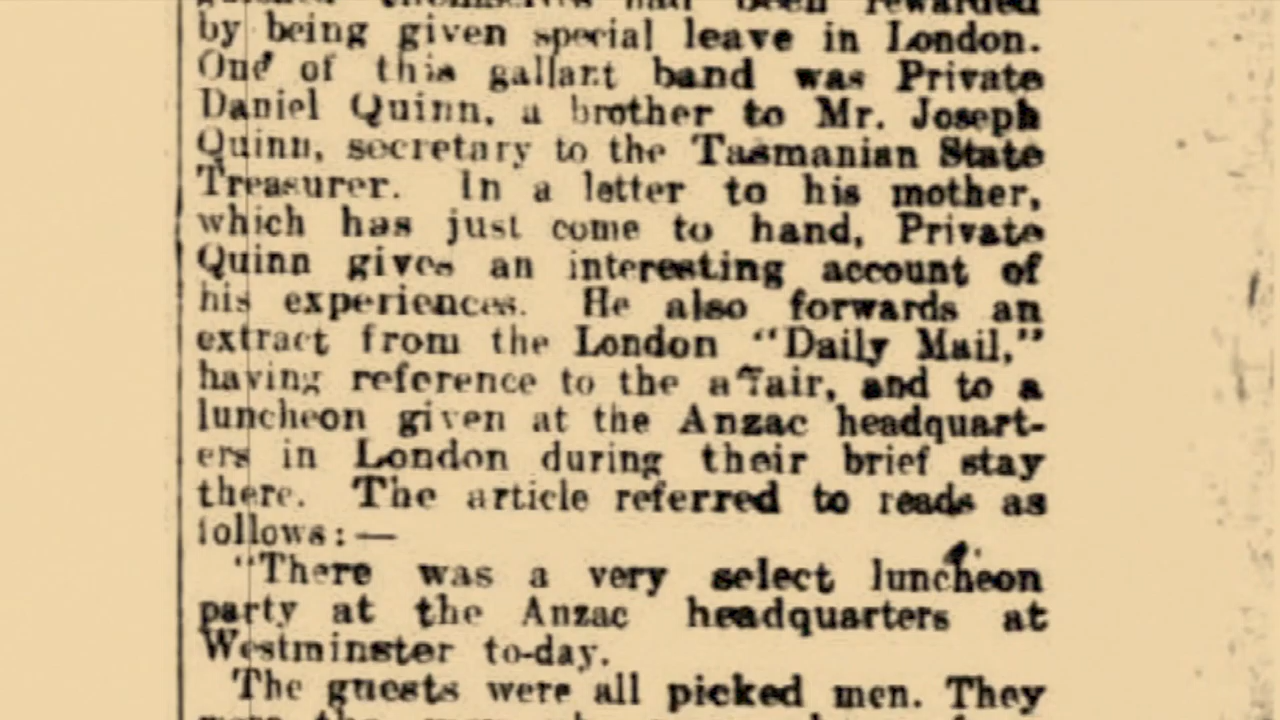 been rewarded
by being given special leave in London.
One of this gallant band was Private
Daniel Quinn, a brother to Mr. Joseph
Quinn, secretary to the Tasmanian State
Treasurer. In a letter to his mother,
which has just come to hand, Private
Quinn gives an interesting account of
his experiences. He also forwards an
extract from the London "Daily Mail,"
having reference to the affair, and to a
luncheon given at the Anzac headquart-
ers in London during their brief stay
there. The article referred to reads as
follows:—
"There was a very select luncheon
party at the Anzac headquarters at
Westminster to-day.
The guests were all picked men. They